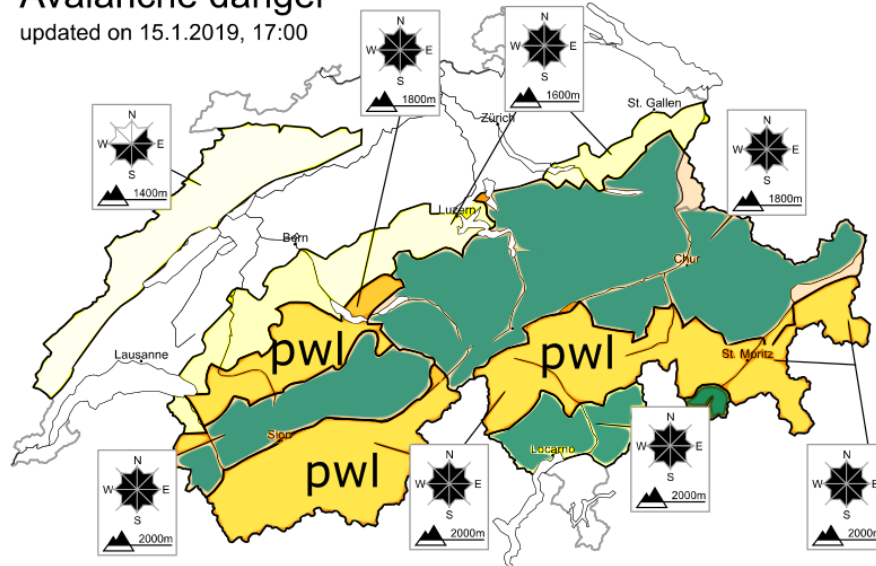 Avalanche danger
updated on 15.1.2019, 17:00
N
W E
S
1800m
N
W E
S
1600m
N
W E
S
1400m
N
W E
S
1800m
St. Gallen
Zürich
Luzern
Bern
Chur
Lausanne
pwl
pwl
St. Moritz
Sion
Locarno
pwl
N
W E
S
2000m
N
W E
S
2000m
N
W E
S
2000m
N
W E
S
2000m